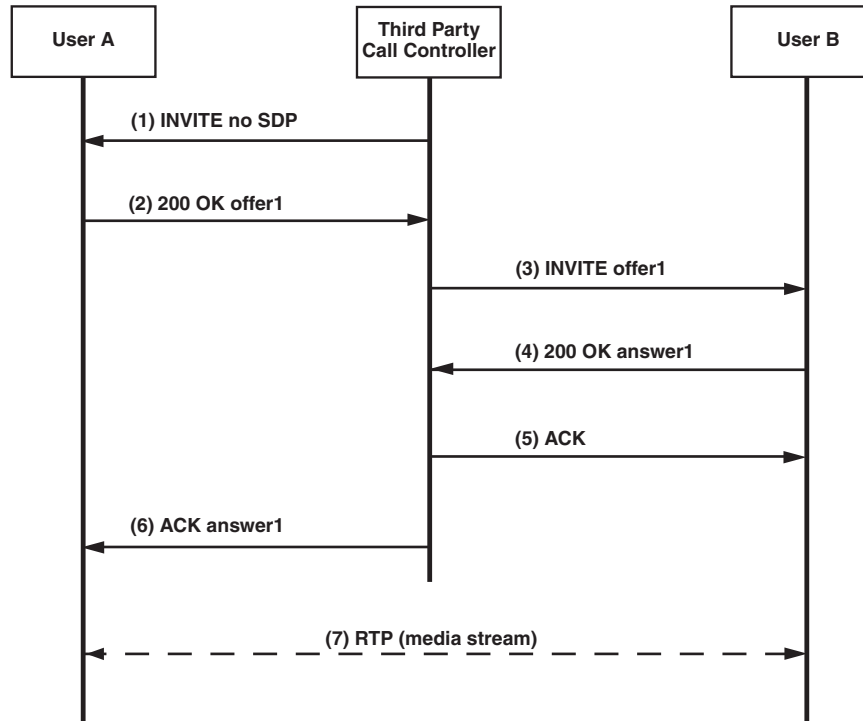 User A
Third Party
Call Controller
User B
(1) INVITE no SDP
(2) 200 OK offer1
(3) INVITE offer1
(4) 200 OK answer1
(5) ACK
(6) ACK answer1
(7) RTP (media stream)